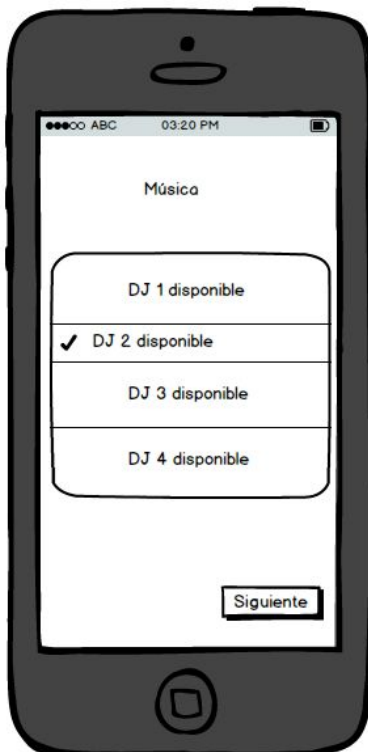 ABC 03:20 PM
Música
DJ 1 disponible
DJ 2 disponible
DJ 3 disponible
DJ 4 disponible
Siguiente